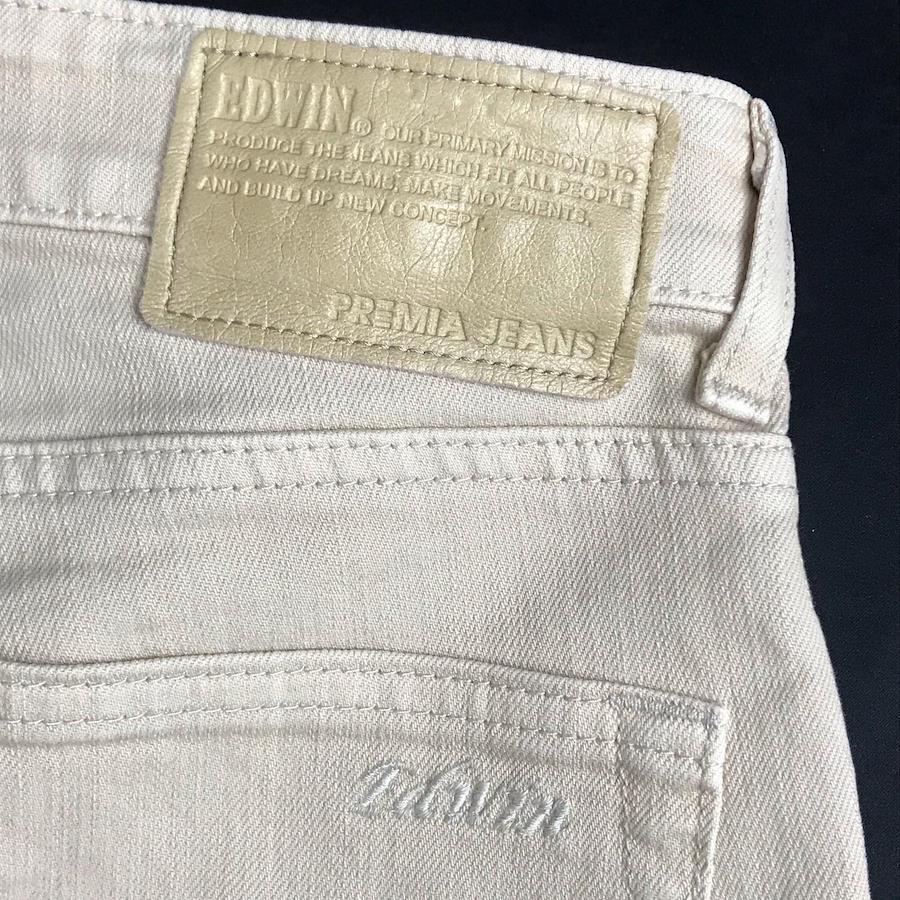 EDWIN® OUR PRIMARY MISSION IS TO
PRODUCE THE JEANS WHICH FIT ALL PEOPLE
WHO HAVE DREAMS, MAKE MOVEMENTS,
AND BUILD UP NEW CONCEPT.
PREMIA JEANS
Edwin